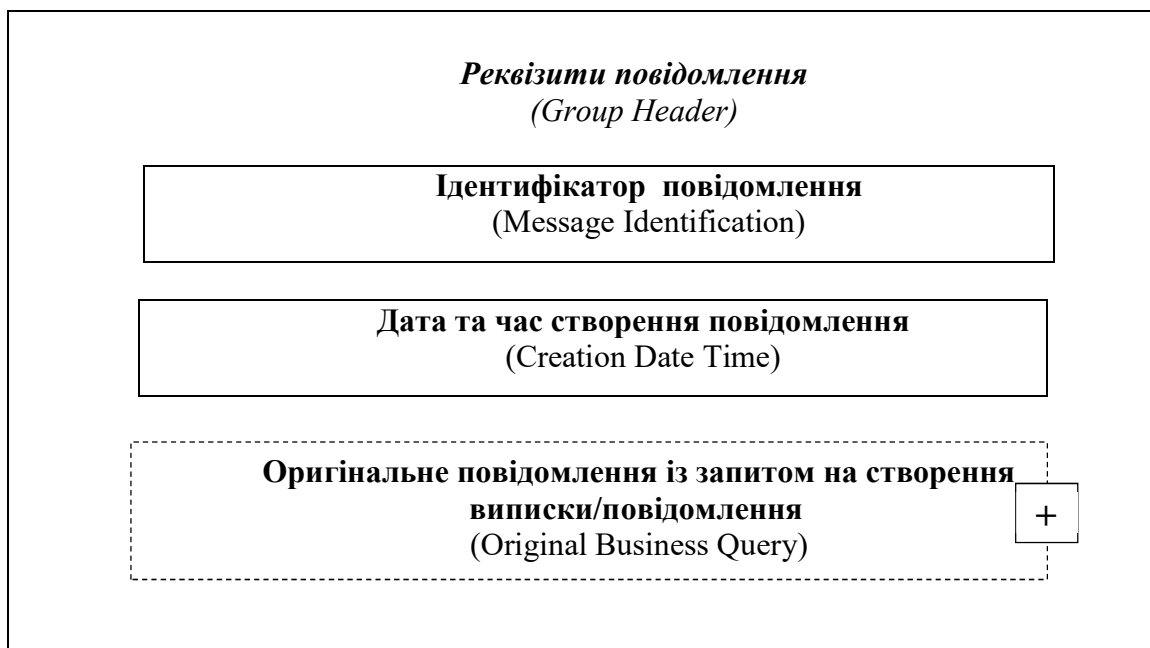 Реквізити повідомлення
(Group Header)
Ідентифікатор повідомлення
(Message Identification)
Дата та час створення повідомлення
(Creation Date Time)
Оригінальне повідомлення із запитом на створення
виписки/повідомлення
(Original Business Query)
+